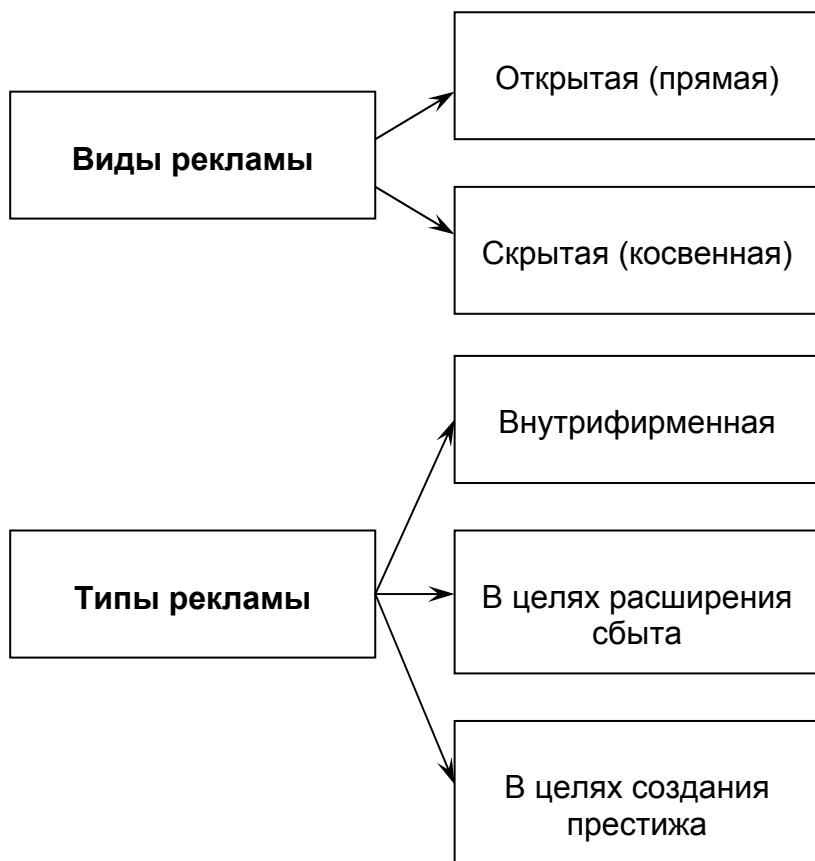 Виды рекламы
Открытая (прямая)
Скрытая (косвенная)
Типы рекламы
Внутрифирменная
В целях расширения
сбыта
В целях создания
престижа